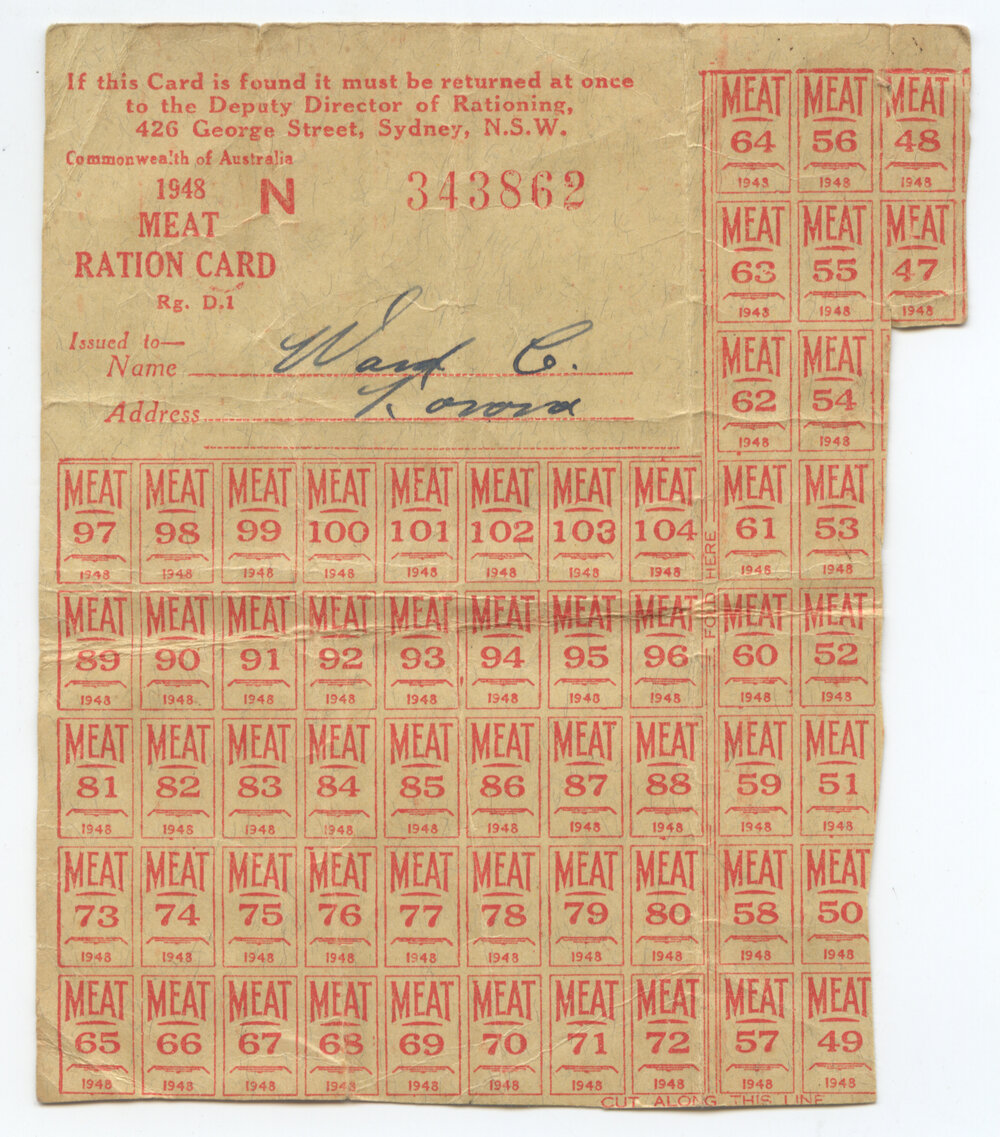 If this Card is found it must be returned at once
to the Deputy Director of Rationing,
426 George Street, Sydney, N.S.W.
Commonwealth of Australia
1948 N 343862
MEAT
RATION CARD
Rg. D.1
Issued to—
Name Ward C.
Address Korora
MEAT MEAT MEAT
64 56 48
1948 1948 1948
MEAT MEAT MEAT
63 55 47
1948 1948 1948
MEAT MEAT
62 54
1948 1948
MEAT MEAT MEAT MEAT MEAT MEAT MEAT MEAT MEAT MEAT
97 98 99 100 101 102 103 104 61 53
1948 1948 1948 1948 1948 1948 1948 1948 1948 1948
FOLD HERE
MEAT MEAT MEAT MEAT MEAT MEAT MEAT MEAT MEAT MEAT
89 90 91 92 93 94 95 96 60 52
1948 1948 1948 1948 1948 1948 1948 1948 1948 1948
MEAT MEAT MEAT MEAT MEAT MEAT MEAT MEAT MEAT MEAT
81 82 83 84 85 86 87 88 59 51
1948 1948 1948 1948 1948 1948 1948 1948 1948 1948
MEAT MEAT MEAT MEAT MEAT MEAT MEAT MEAT MEAT MEAT
73 74 75 76 77 78 79 80 58 50
1948 1948 1948 1948 1948 1948 1948 1948 1948 1948
MEAT MEAT MEAT MEAT MEAT MEAT MEAT MEAT MEAT MEAT
65 66 67 68 69 70 71 72 57 49
1948 1948 1948 1948 1948 1948 1948 1948 1948 1948
CUT ALONG THIS LINE